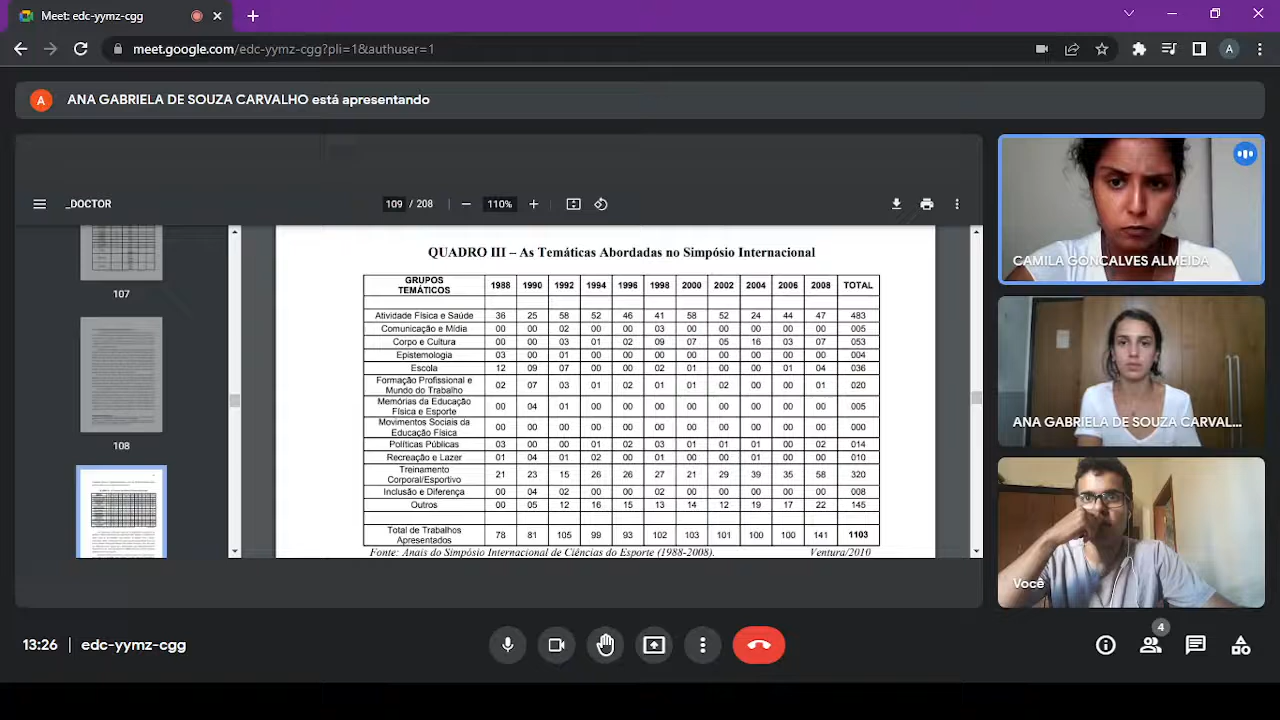 Meet: edc-yymz-cgg
meet.google.com/edc-yymz-cgg?pli=1&authuser=1
A
A ANA GABRIELA DE SOUZA CARVALHO está apresentando
_DOCTOR 109 / 208 110%
107
108
QUADRO III – As Temáticas Abordadas no Simpósio Internacional
GRUPOS TEMÁTICOS 1988 1990 1992 1994 1996 1998 2000 2002 2004 2006 2008 TOTAL
Atividade Física e Saúde 36 25 58 52 46 41 58 52 24 44 47 483
Comunicação e Mídia 00 00 02 00 00 03 00 00 00 00 00 005
Corpo e Cultura 00 00 03 01 02 09 07 05 16 03 07 053
Epistemologia 03 00 01 00 00 00 00 00 00 00 00 004
Escola 12 09 07 00 00 02 01 00 00 01 04 036
Formação Profissional e Mundo do Trabalho 02 07 03 01 02 01 01 02 00 00 01 020
Memórias da Educação Física e Esporte 00 04 01 00 00 00 00 00 00 00 00 005
Movimentos Sociais da Educação Física 00 00 00 00 00 00 00 00 00 00 00 000
Políticas Públicas 03 00 00 01 02 03 01 01 01 00 02 014
Recreação e Lazer 01 04 01 02 00 01 00 00 01 00 00 010
Treinamento Corporal/Esportivo 21 23 15 26 26 27 21 29 39 35 58 320
Inclusão e Diferença 00 04 02 00 00 02 00 00 00 00 00 008
Outros 00 05 12 16 15 13 14 12 19 17 22 145
Total de Trabalhos Apresentados 78 81 105 99 93 102 103 101 100 100 141 1103
Fonte: Anais do Simpósio Internacional de Ciências do Esporte (1988-2008). Ventura/2010
CAMILA GONCALVES ALMEIDA
ANA GABRIELA DE SOUZA CARVAL...
Você
13:26 | edc-yymz-cgg
4